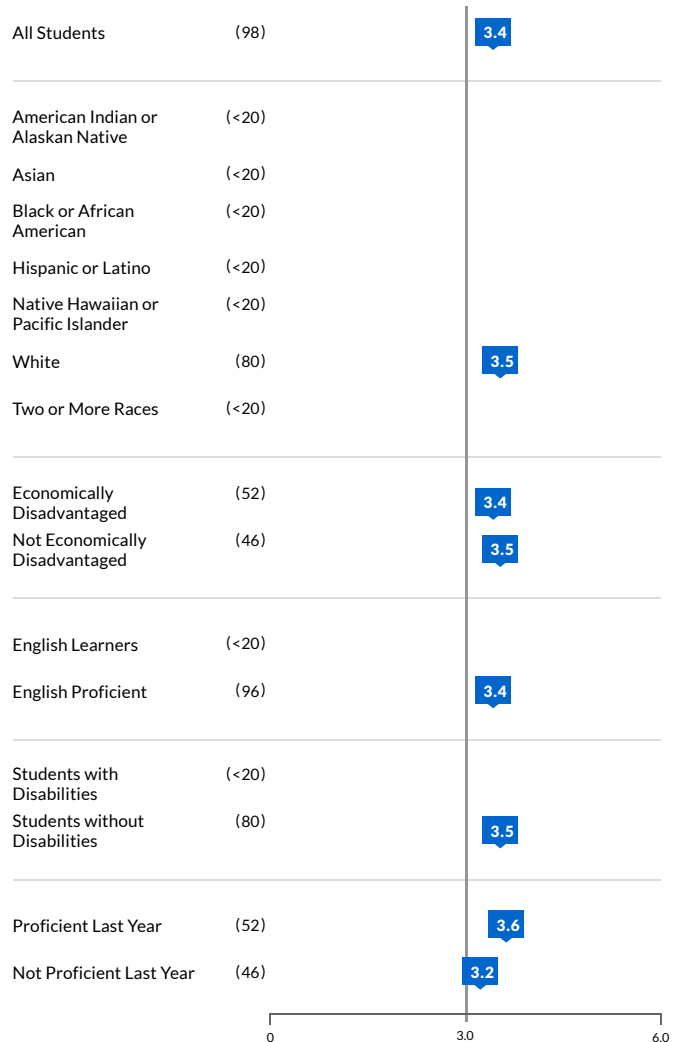 All Students (98) 3.4
American Indian or (<20)
Alaskan Native
Asian (<20)
Black or African (<20)
American
Hispanic or Latino (<20)
Native Hawaiian or (<20)
Pacific Islander
White (80) 3.5
Two or More Races (<20)
Economically (52) 3.4
Disadvantaged
Not Economically (46) 3.5
Disadvantaged
English Learners (<20)
English Proficient (96) 3.4
Students with (<20)
Disabilities
Students without (80) 3.5
Disabilities
Proficient Last Year (52) 3.6
Not Proficient Last Year (46) 3.2
0 3.0 6.0